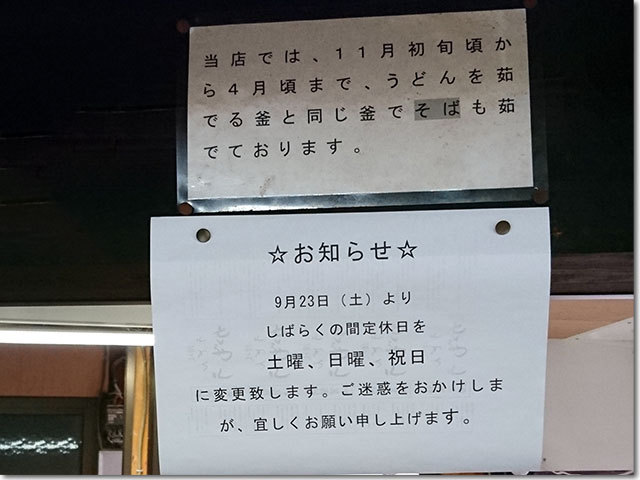 当店では、１１月初旬頃か
ら４月頃まで、うどんを茹
でる釜と同じ釜でそばも茹
でております。
☆お知らせ☆
9月23日（土）より
しばらくの間定休日を
土曜、日曜、祝日
に変更致します。ご迷惑をおかけしま
が、宜しくお願い申し上げます。